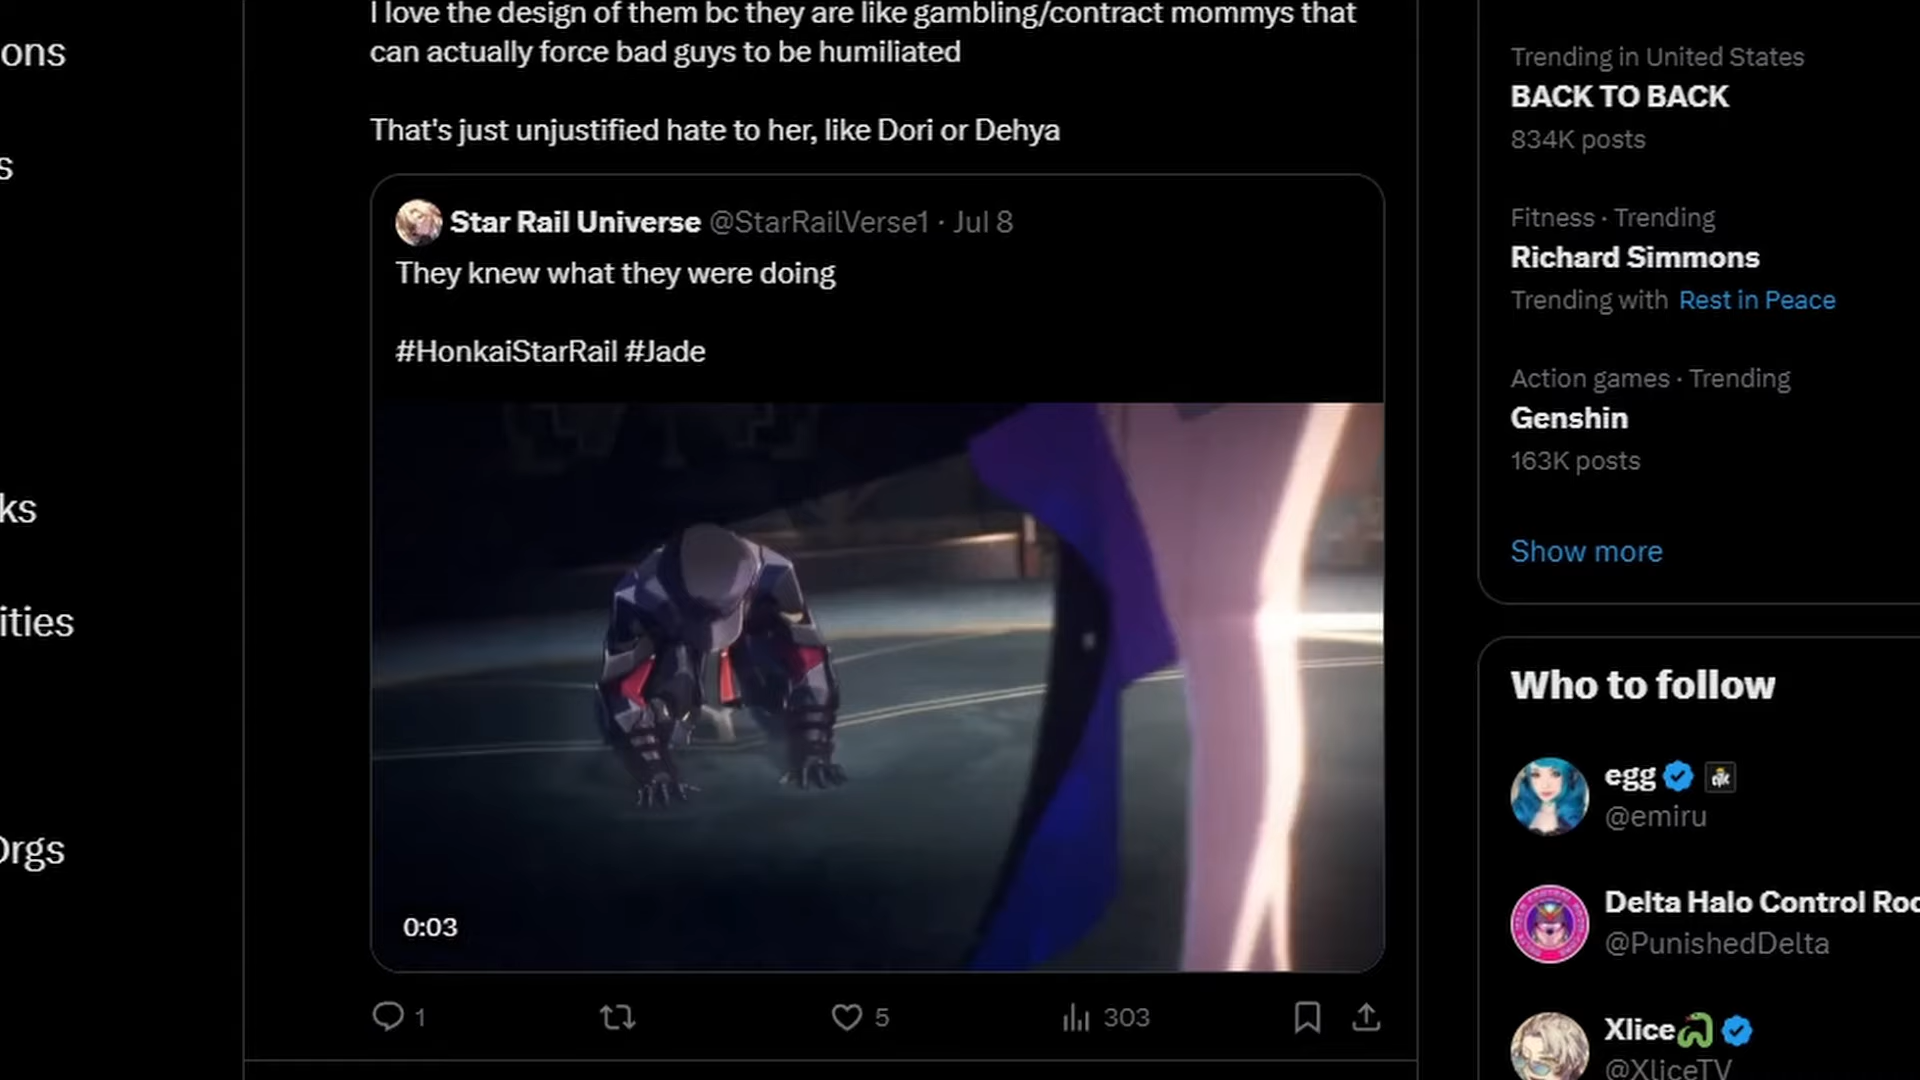 ons
s
ks
ities
Orgs
I love the design of them bc they are like gambling/contract mommys that
can actually force bad guys to be humiliated
That's just unjustified hate to her, like Dori or Dehya
Star Rail Universe @StarRailVerse1 · Jul 8
They knew what they were doing
#HonkaiStarRail #Jade
0:03
1
5
303
Trending in United States
BACK TO BACK
834K posts
Fitness · Trending
Richard Simmons
Trending with Rest in Peace
Action games · Trending
Genshin
163K posts
Show more
Who to follow
egg
@emiru
Delta Halo Control Roo
@PunishedDelta
Xlice
@XliceTV